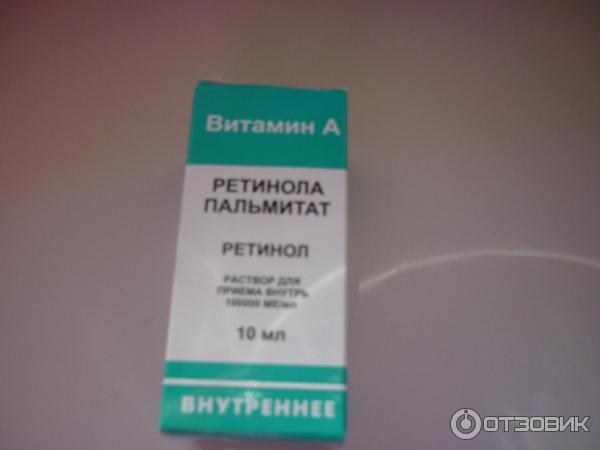 Витамин А
РЕТИНОЛА
ПАЛЬМИТАТ
РЕТИНОЛ
РАСТВОР ДЛЯ
ПРИЕМА ВНУТРЬ
100000 МЕ/мл
10 мл
ВНУТРЕННЕЕ
ОТЗОВИК